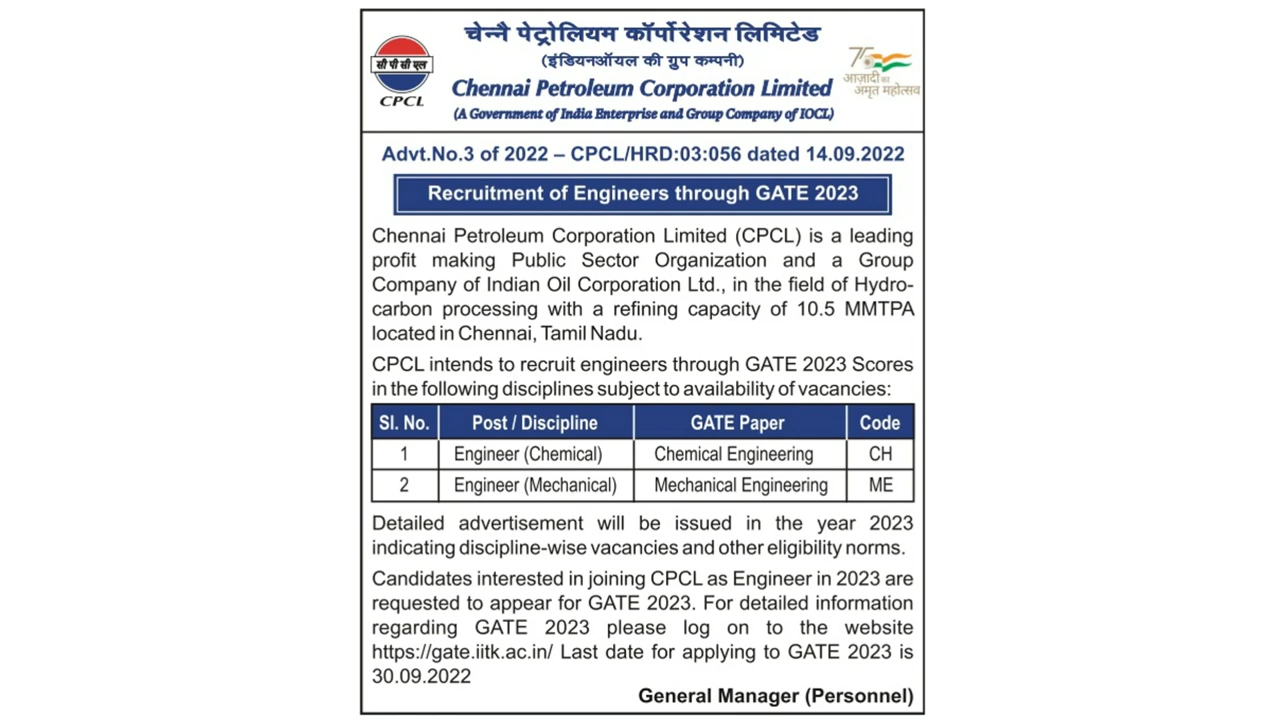 चेन्नै पेट्रोलियम कॉर्पोरेशन लिमिटेड
(इंडियनऑयल की ग्रुप कम्पनी)
Chennai Petroleum Corporation Limited
(A Government of India Enterprise and Group Company of IOCL)
सी पी सी एल
CPCL
75
आज़ादी का
अमृत महोत्सव
Advt.No.3 of 2022 – CPCL/HRD:03:056 dated 14.09.2022
Recruitment of Engineers through GATE 2023
Chennai Petroleum Corporation Limited (CPCL) is a leading
profit making Public Sector Organization and a Group
Company of Indian Oil Corporation Ltd., in the field of Hydro-
carbon processing with a refining capacity of 10.5 MMTPA
located in Chennai, Tamil Nadu.
CPCL intends to recruit engineers through GATE 2023 Scores
in the following disciplines subject to availability of vacancies:
Sl. No. Post / Discipline GATE Paper Code
1 Engineer (Chemical) Chemical Engineering CH
2 Engineer (Mechanical) Mechanical Engineering ME
Detailed advertisement will be issued in the year 2023
indicating discipline-wise vacancies and other eligibility norms.
Candidates interested in joining CPCL as Engineer in 2023 are
requested to appear for GATE 2023. For detailed information
regarding GATE 2023 please log on to the website
https://gate.iitk.ac.in/ Last date for applying to GATE 2023 is
30.09.2022
General Manager (Personnel)